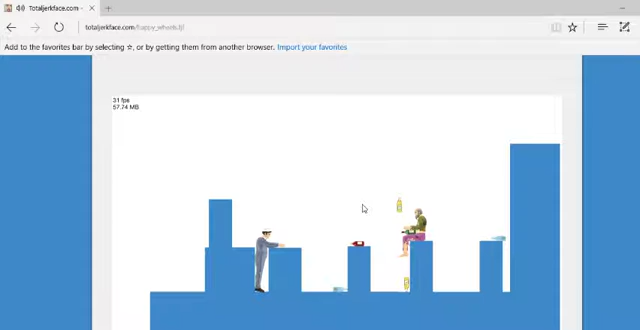 Totaljerkface.com -
totaljerkface.com/happy_wheels.tjf
Add to the favorites bar by selecting ☆, or by getting them from another browser. Import your favorites
31 fps
57.74 MB